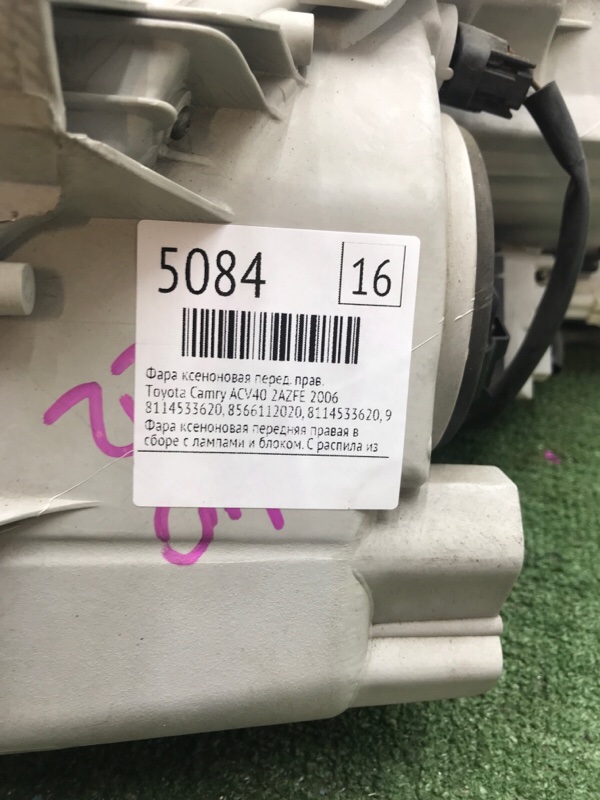 5084
16
Фара ксеноновая перед. прав.
Toyota Camry ACV40 2AZFE 2006
8114533620, 8566112020, 8114533620, 9
Фара ксеноновая передняя правая в
сборе с лампами и блоком. С распила из